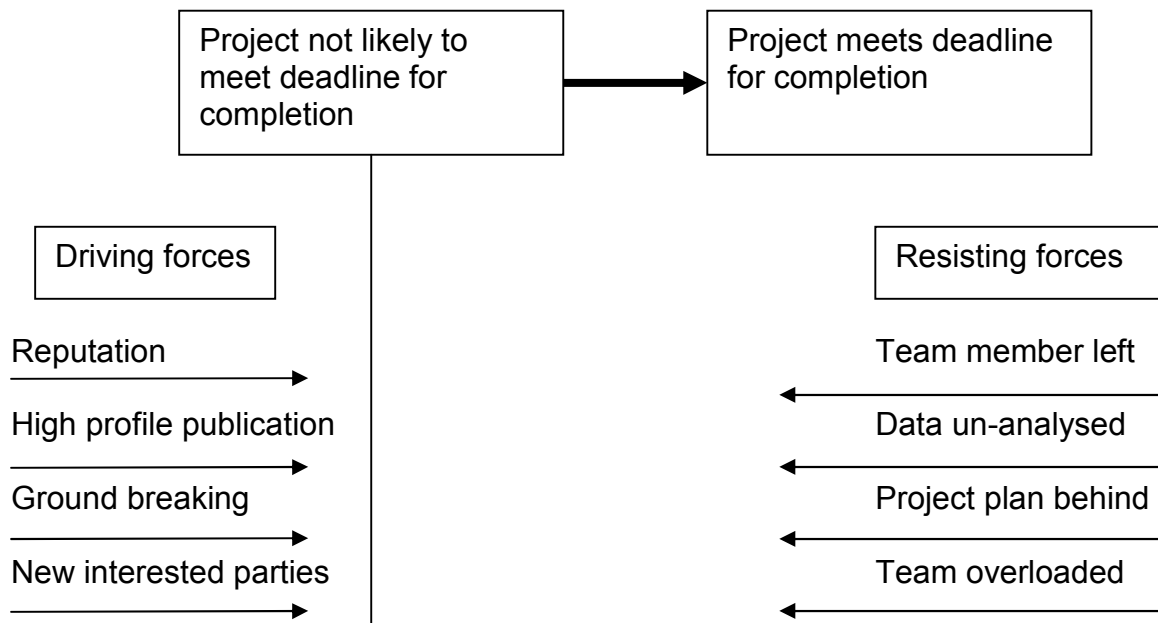 Project not likely to
meet deadline for
completion
Project meets deadline
for completion
Driving forces
Resisting forces
Reputation
Team member left
High profile publication
Data un-analysed
Ground breaking
Project plan behind
New interested parties
Team overloaded